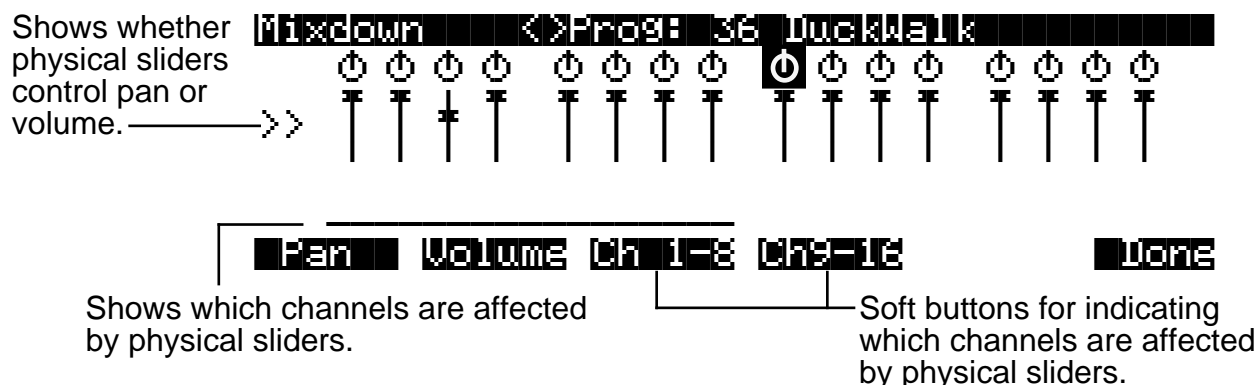 Shows whether
physical sliders
control pan or
volume.
Mixdown <>Prog: 36 DuckWalk
>>
Pan Volume Ch 1-8 Ch9-16 Done
Shows which channels are affected
by physical sliders.
Soft buttons for indicating
which channels are affected
by physical sliders.